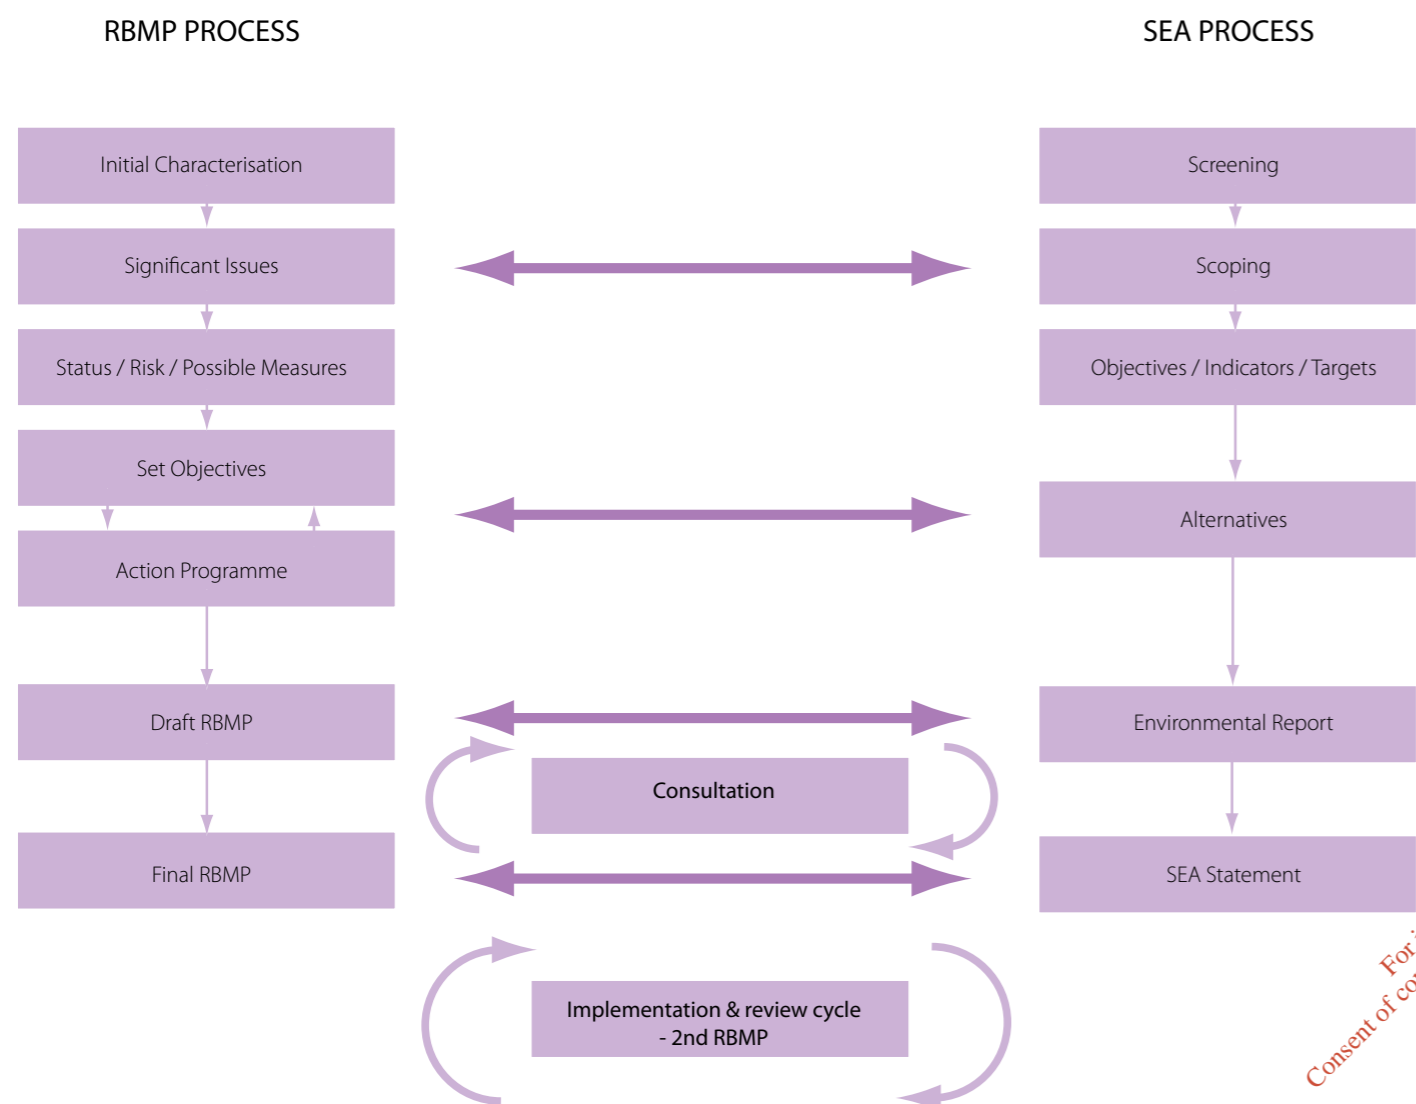 RBMP PROCESS
SEA PROCESS
Initial Characterisation
Screening
Significant Issues
Scoping
Status / Risk / Possible Measures
Objectives / Indicators / Targets
Set Objectives
Alternatives
Action Programme
Draft RBMP
Environmental Report
Consultation
Final RBMP
SEA Statement
Implementation & review cycle
- 2nd RBMP
For
Consent of